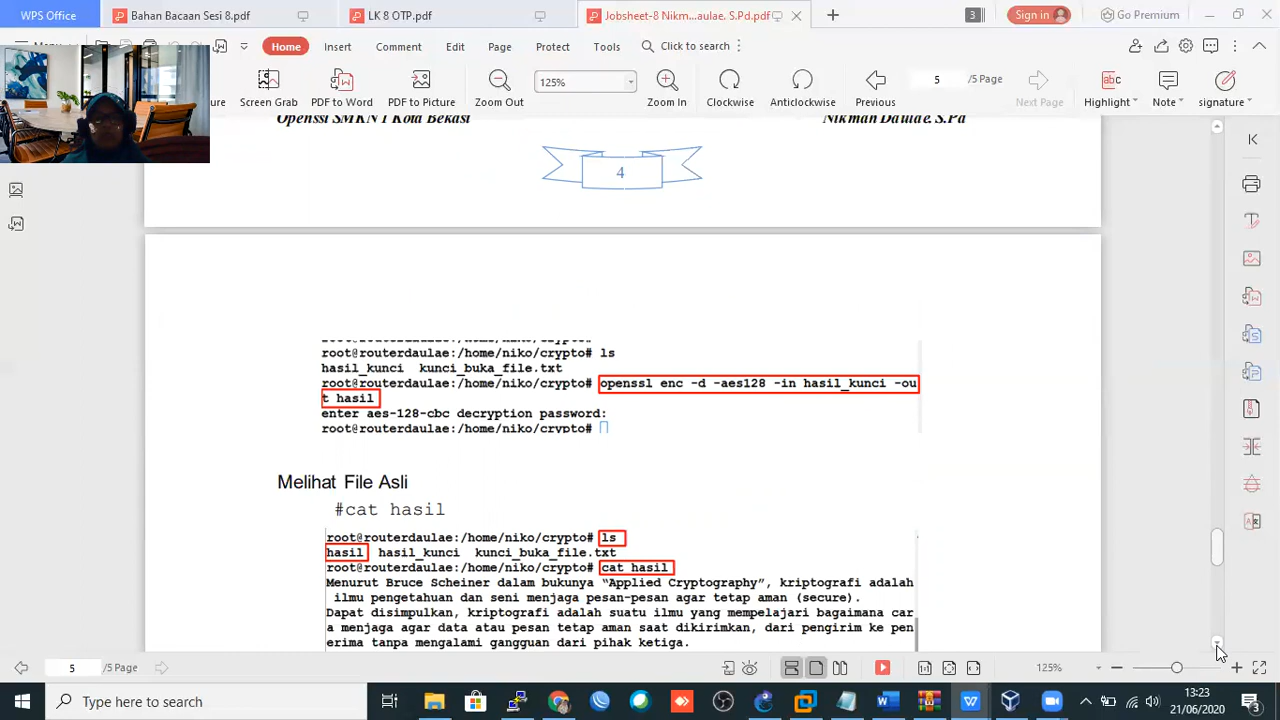 WPS Office
Bahan Bacaan Sesi 8.pdf
LK 8 OTP.pdf
Jobsheet-8 Nikm...aulae. S.Pd.pdf
3
Sign in
Go Premium
Home
Insert
Comment
Edit
Page
Protect
Tools
Click to search
Screen Grab
PDF to Word
PDF to Picture
Zoom Out
125%
Zoom In
Clockwise
Anticlockwise
Previous
5
/5 Page
Next Page
Highlight
Note
signature
Openssl SMKN 1 Kota Bekasi
Nikman Daulae, S.Pd
4
root@routerdaulae:/home/niko/crypto#
root@routerdaulae:/home/niko/crypto# ls
hasil_kunci kunci_buka_file.txt
root@routerdaulae:/home/niko/crypto# openssl enc -d -aes128 -in hasil_kunci -ou
t hasil
enter aes-128-cbc decryption password:
root@routerdaulae:/home/niko/crypto#
Melihat File Asli
#cat hasil
root@routerdaulae:/home/niko/crypto# ls
hasil hasil_kunci kunci_buka_file.txt
root@routerdaulae:/home/niko/crypto# cat hasil
Menurut Bruce Scheiner dalam bukunya “Applied Cryptography”, kriptografi adalah
ilmu pengetahuan dan seni menjaga pesan-pesan agar tetap aman (secure).
Dapat disimpulkan, kriptografi adalah suatu ilmu yang mempelajari bagaimana car
a menjaga agar data atau pesan tetap aman saat dikirimkan, dari pengirim ke pen
erima tanpa mengalami gangguan dari pihak ketiga.
5
/5 Page
125%
Type here to search
13:23
21/06/2020